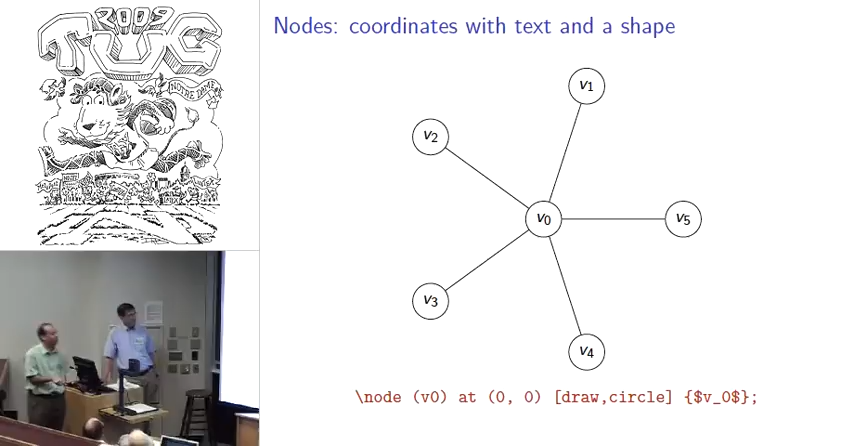 2009
TUG
NOTRE DAME
Nodes: coordinates with text and a shape
v1
v2
v0
v5
v3
v4
\node (v0) at (0, 0) [draw,circle] {$v_0$};